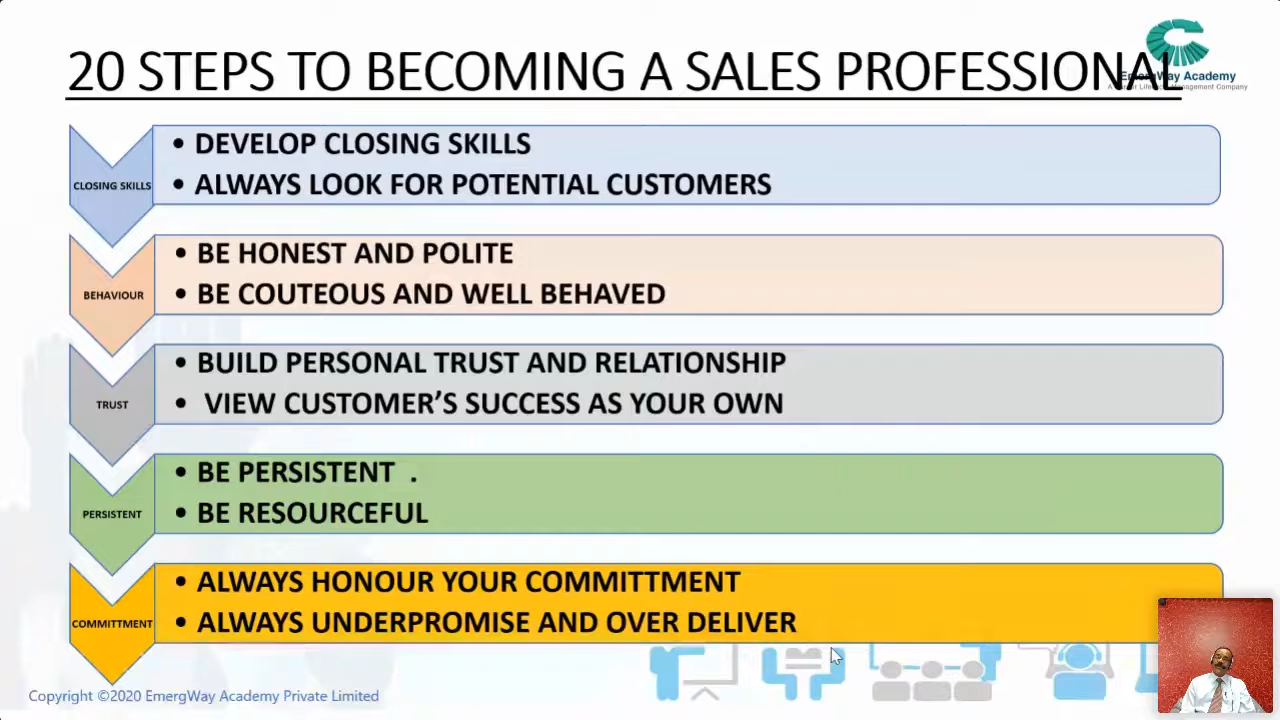 20 STEPS TO BECOMING A SALES PROFESSIONAL
EmergWay Academy
CLOSING SKILLS
• DEVELOP CLOSING SKILLS
• ALWAYS LOOK FOR POTENTIAL CUSTOMERS
BEHAVIOUR
• BE HONEST AND POLITE
• BE COUTEOUS AND WELL BEHAVED
TRUST
• BUILD PERSONAL TRUST AND RELATIONSHIP
• VIEW CUSTOMER’S SUCCESS AS YOUR OWN
PERSISTENT
• BE PERSISTENT .
• BE RESOURCEFUL
COMMITTMENT
• ALWAYS HONOUR YOUR COMMITTMENT
• ALWAYS UNDERPROMISE AND OVER DELIVER
Copyright ©2020 EmergWay Academy Private Limited